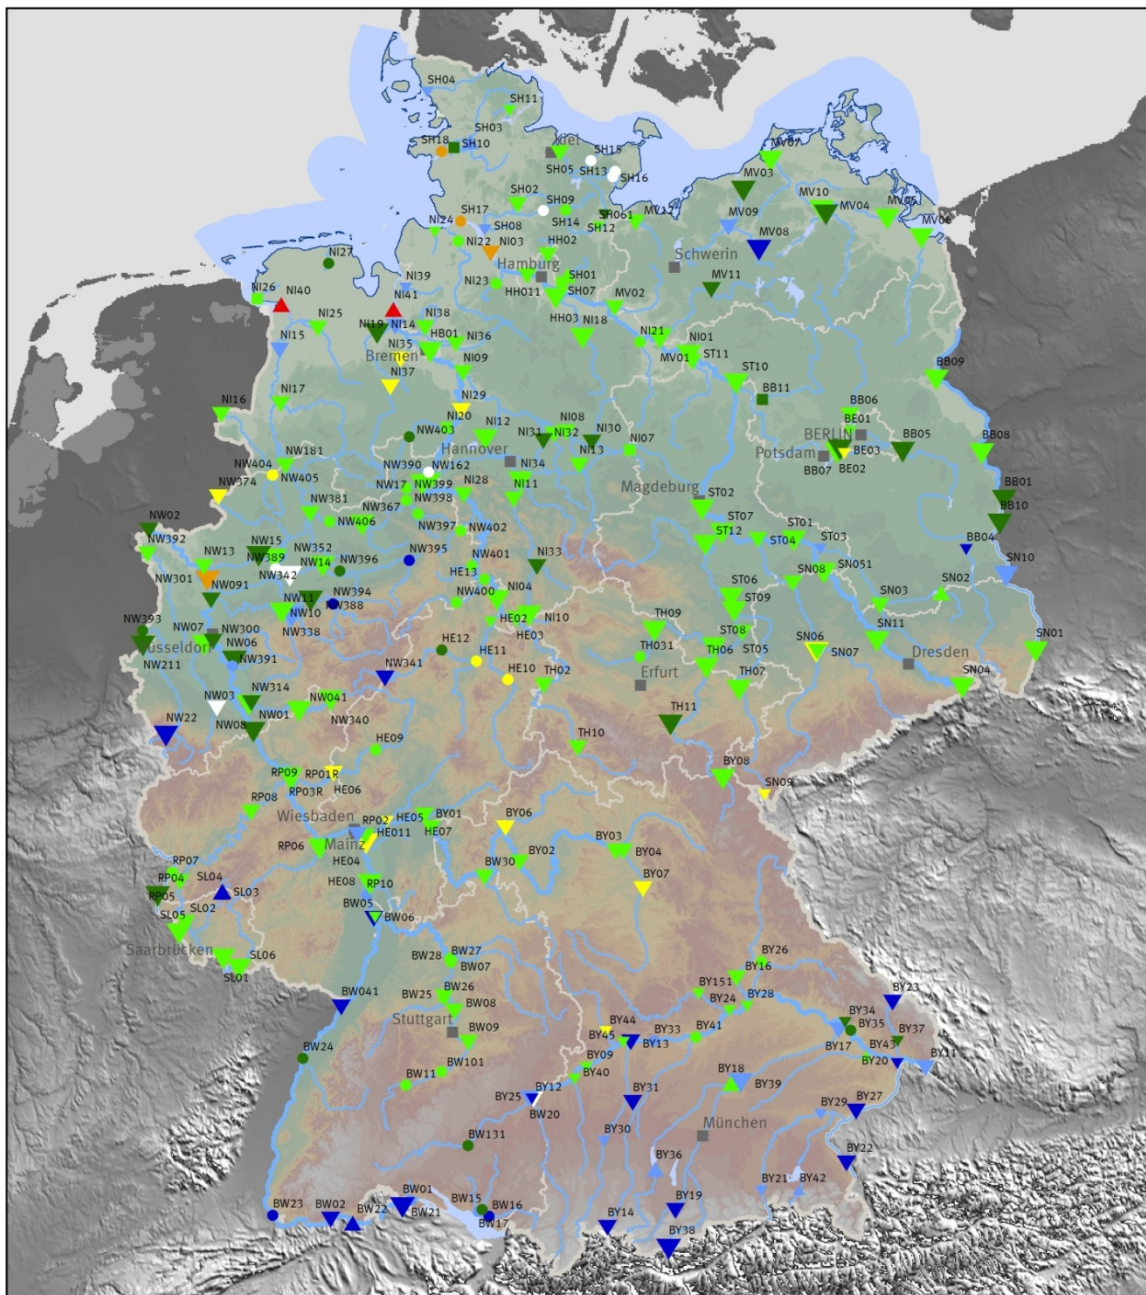 SH04
SH11
SH03
SH18
SH10
Kiel
SH15
SH05
SH13
SH16
MV07
MV03
SH02
SH09
MV10
MV04
MV05
SH17
SH14
SH061
MV12
MV09
MV06
NI24
SH08
SH12
NI22
NI03
HH02
MV08
NI27
Hamburg
Schwerin
NI39
NI23
SH01
MV11
NI26
NI40
NI41
HH011
SH07
MV02
NI25
NI19
NI14
NI38
HH03
NI18
NI15
NI35
HB01
NI36
NI21
NI01
Bremen
NI09
MV01
ST11
BB09
NI37
ST10
NI16
NI17
NI29
BB11
BB06
NI20
NI12
NI31
NI08
NI30
BE01
NW403
NI32
BERLIN
BB05
Hannover
NI07
Potsdam
BE03
BB08
NW181
NW390
NW162
NI34
NI13
BB07
BE02
NW404
NW405
NW399
NW374
NW17
NW398
NI28
NI11
Magdeburg
BB01
NW381
NW367
ST02
BB10
NW02
NW406
NW397
NW402
ST07
ST01
NW392
ST12
ST04
ST03
BB04
NW15
NW352
NW395
NW13
NW389
NW14
NW396
NW401
NI33
SN10
NW301
NW342
HE13
SN08
SN051
NW091
NW11
NW394
NW400
NI04
ST06
SN02
NW388
ST09
SN03
NW393
NW10
HE02
NI10
NW07
NW300
NW338
HE03
TH09
ST08
SN11
Düsseldorf
NW06
HE12
SN06
SN01
NW211
NW391
HE11
TH031
TH06
ST05
SN07
NW341
HE10
TH02
Erfurt
Dresden
NW03
NW314
NW041
TH07
SN04
NW22
NW08
NW01
NW340
TH11
HE09
TH10
RP09
RP01R
BY08
RP03R
HE06
SN09
RP08
Wiesbaden
RP02
HE05
BY01
BY06
HE011
HE07
BY03
RP06
Mainz
BY04
HE04
BW30
BY02
RP07
RP04
SL04
SL03
HE08
RP10
BY07
RP05
SL02
BW05
BW06
SL05
Saarbrücken
SL06
BW27
BY26
SL01
BW28
BW07
BY16
BY151
BW041
BW25
BW26
BY23
BW08
BY24
BY28
Stuttgart
BY44
BY34
BW09
BY45
BY33
BY41
BY35
BY37
BW24
BY13
BY17
BY43
BW101
BY09
BY20
BY11
BW11
BY40
BY18
BY12
BY31
BY39
BY25
BY29
BY27
BW20
München
BW131
BY30
BY36
BY22
BY21
BY42
BW23
BW02
BW01
BW15
BW16
BY19
BW22
BW21
BW17
BY14
BY38